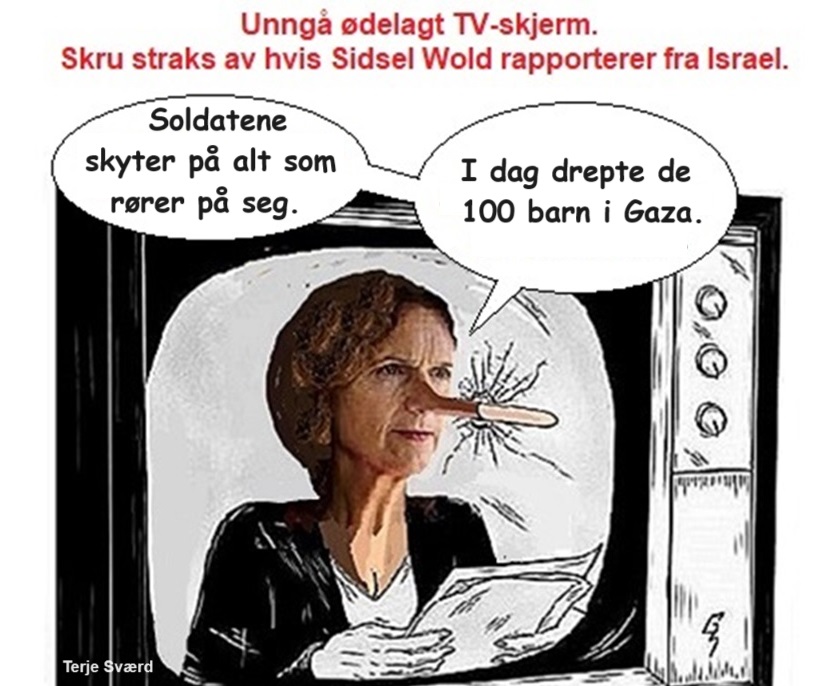 Unngå ødelagt TV-skjerm.
Skru straks av hvis Sidsel Wold rapporterer fra Israel.
Soldatene
skyter på alt som
rører på seg.
I dag drepte de
100 barn i Gaza.
Terje Sværd